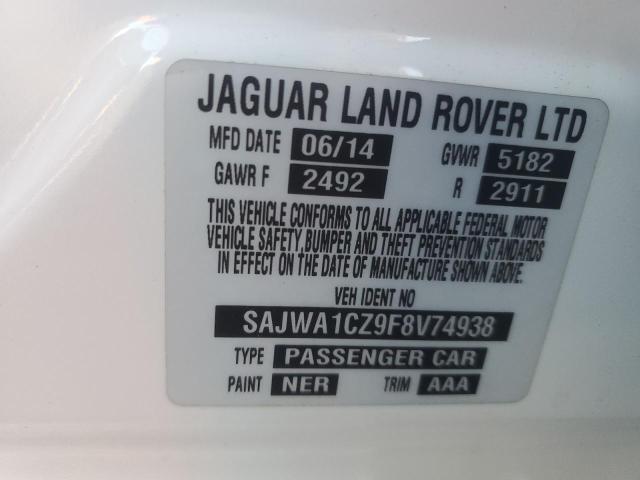 JAGUAR LAND ROVER LTD
MFD DATE 06/14 GVWR 5182
GAWR F 2492 R 2911
THIS VEHICLE CONFORMS TO ALL APPLICABLE FEDERAL MOTOR
VEHICLE SAFETY, BUMPER AND THEFT PREVENTION STANDARDS
IN EFFECT ON THE DATE OF MANUFACTURE SHOWN ABOVE.
VEH IDENT NO
SAJWA1CZ9F8V74938
TYPE PASSENGER CAR
PAINT NER TRIM AAA